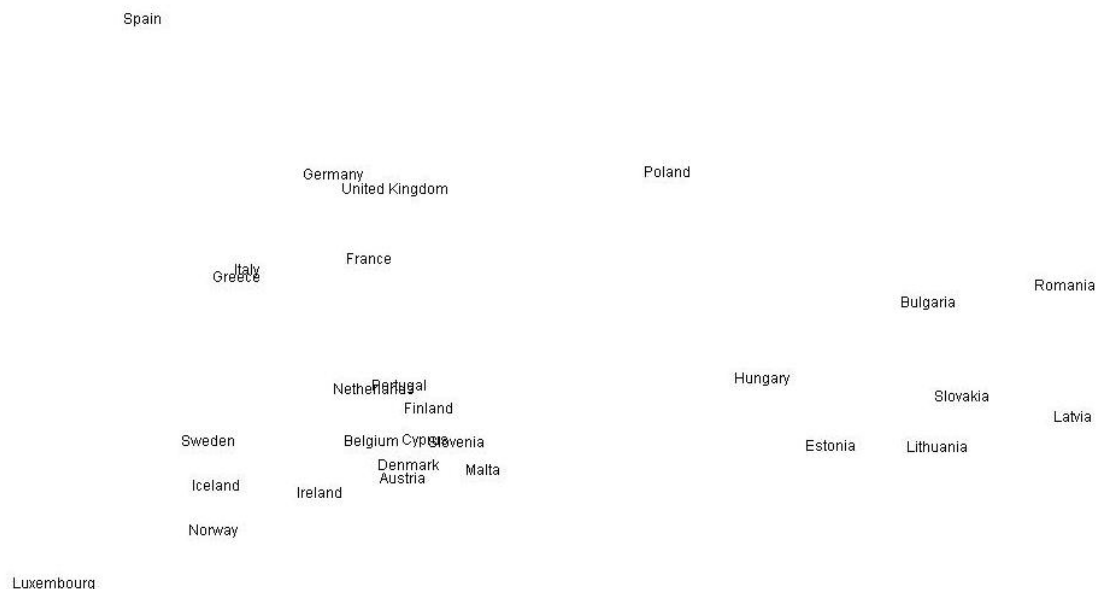 Spain
Germany
Poland
United Kingdom
France
Italy
Greece
Romania
Bulgaria
Hungary
Portugal
Netherlands
Slovakia
Finland
Latvia
Sweden
Belgium
Cyprus
Slovenia
Estonia
Lithuania
Denmark
Malta
Austria
Iceland
Ireland
Norway
Luxembourg